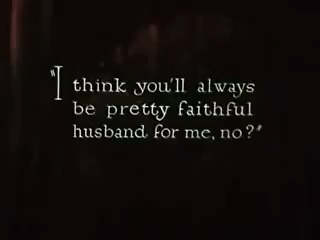 "I think you'll always
be pretty faithful
husband for me, no?"